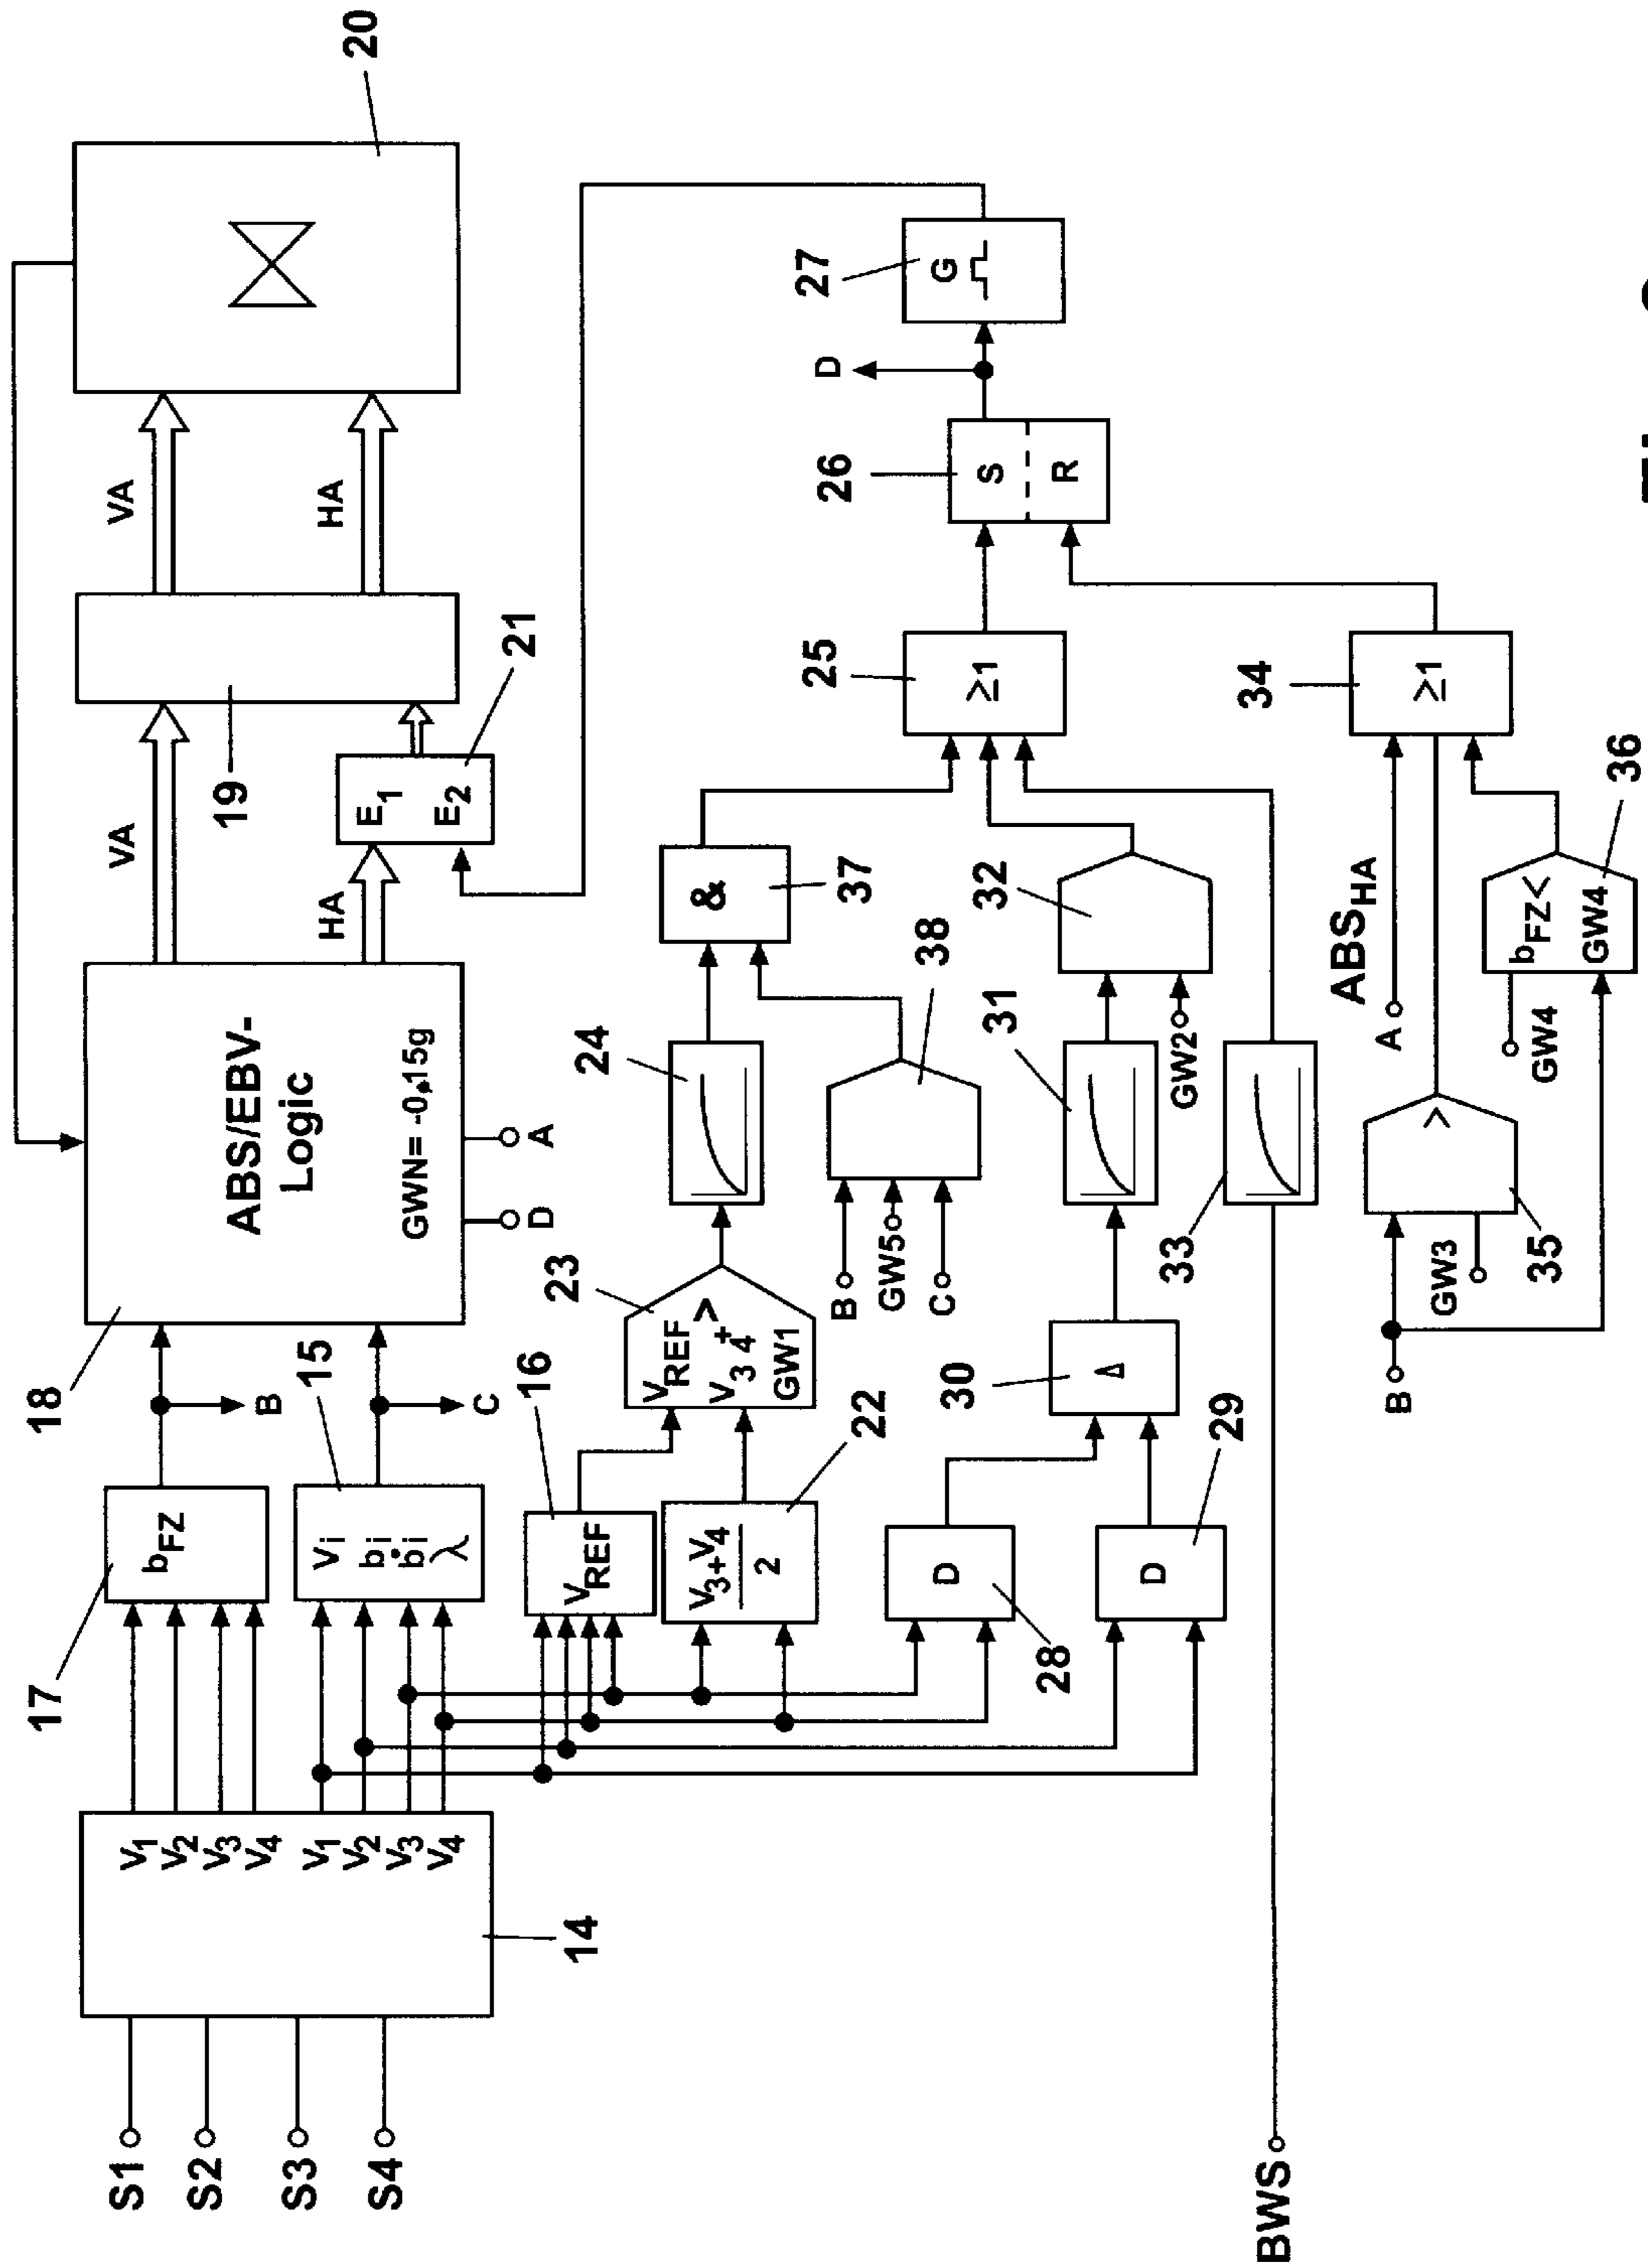 S1
S2
S3
S4
14
V1
V2
V3
V4
V1
V2
V3
V4
17
bFZ
B
15
Vi
bi
ḃi
λ
C
18
ABS/EBV-
Logic
GWN= -0,15g
D
A
VA
HA
19
E1
E2
21
VA
HA
20
16
VREF
V3+V4
2
22
23
VREF >
V3 4 +
GW1
24
B
GW5
C
38
&
37
D
28
D
29
30
Δ
31
GW2
32
BWS
33
25
≥1
26
S
R
D
27
G
B
GW3
35
>
A
ABSHA
GW4
bFZ<
GW4
36
34
≥1